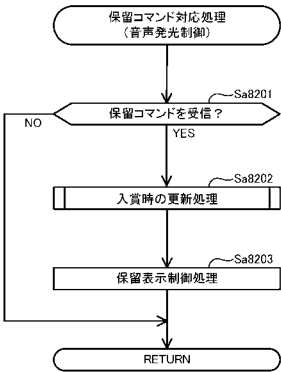 保留コマンド対応処理
(音声発光制御)
Sa8201
保留コマンドを受信?
NO
YES
Sa8202
入賞時の更新処理
Sa8203
保留表示制御処理
RETURN